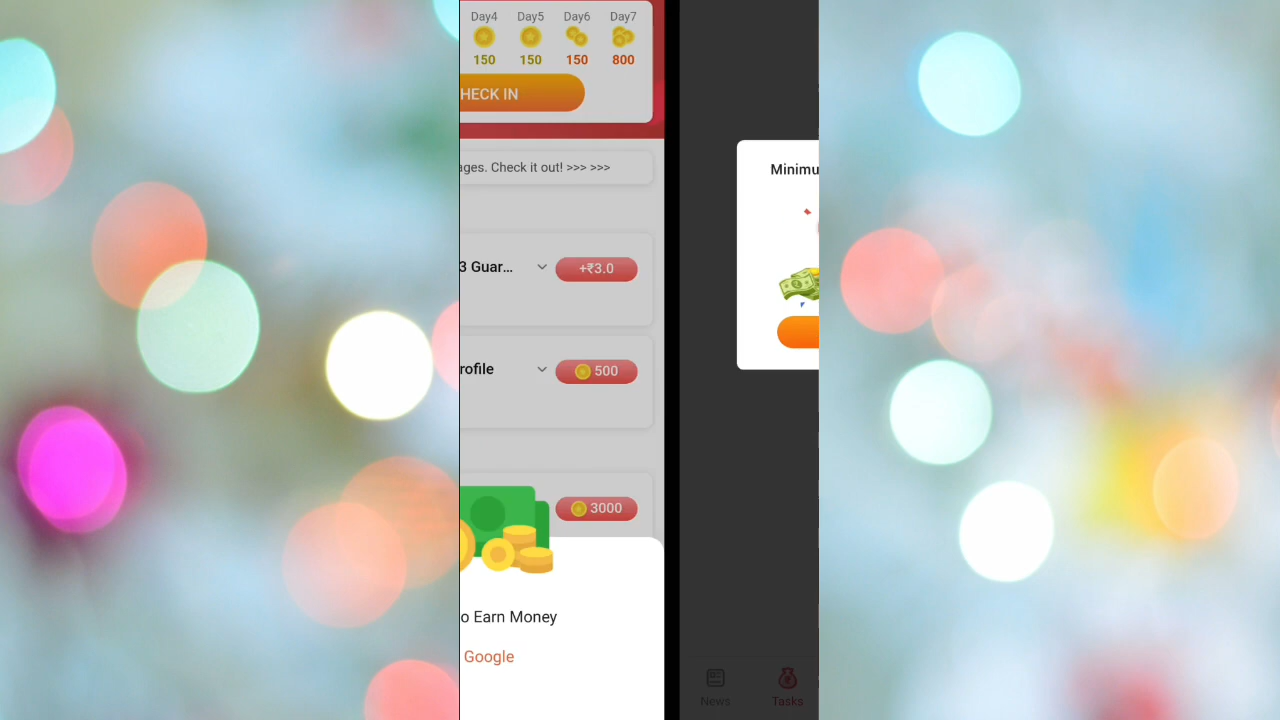 Day4 Day5 Day6 Day7
150 150 150 800
HECK IN
ages. Check it out! >>> >>>
3 Guar... +₹3.0
rofile 500
3000
o Earn Money
Google
Minimu
News Tasks